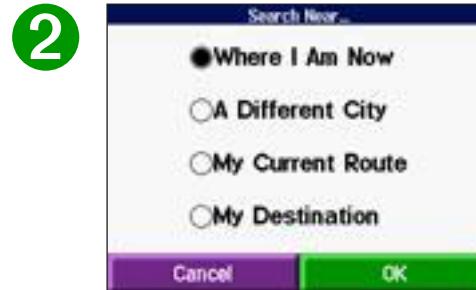 2
Search Near...
Where I Am Now
A Different City
My Current Route
My Destination
Cancel
OK